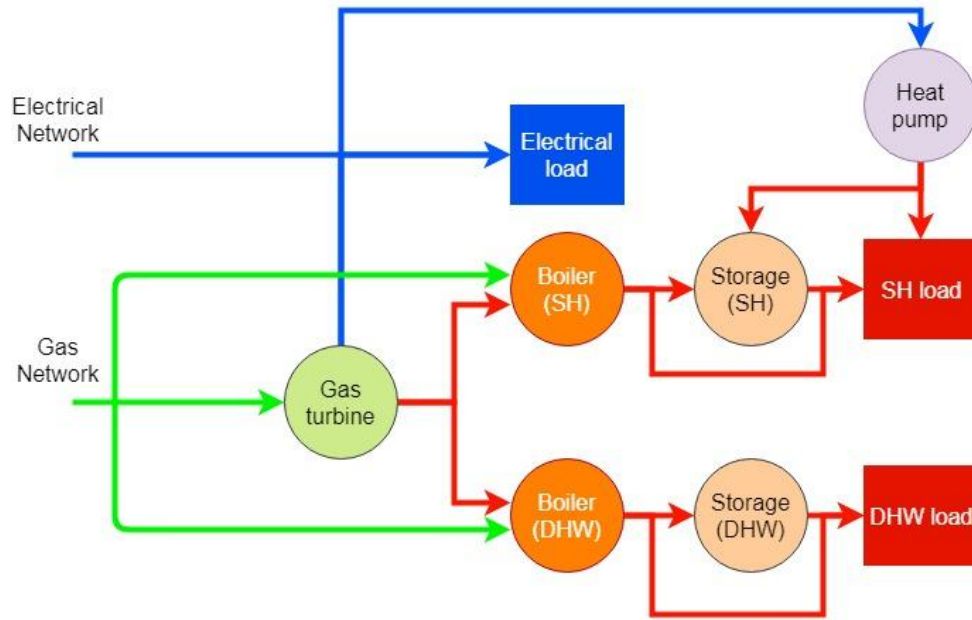 Heat
pump
Electrical
Network
Electrical
load
Boiler
(SH)
Storage
(SH)
SH load
Gas
Network
Gas
turbine
Boiler
(DHW)
Storage
(DHW)
DHW load